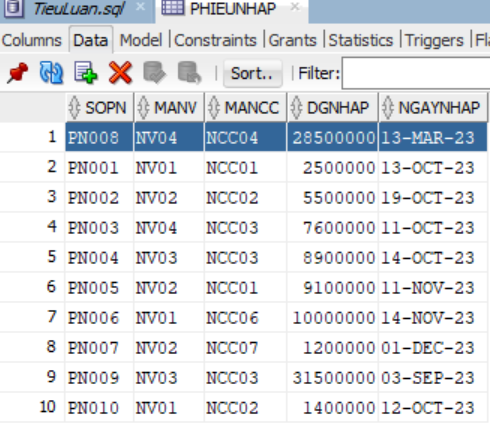 TieuLuan.sql × PHIEUNHAP ×
Columns Data Model Constraints Grants Statistics Triggers
Sort.. Filter:
SOPN MANV MANCC DGNHAP NGAYNHAP
1 PN008 NV04 NCC04 28500000 13-MAR-23
2 PN001 NV01 NCC01 2500000 13-OCT-23
3 PN002 NV02 NCC02 5500000 19-OCT-23
4 PN003 NV04 NCC03 7600000 11-OCT-23
5 PN004 NV03 NCC03 8900000 14-OCT-23
6 PN005 NV02 NCC01 9100000 11-NOV-23
7 PN006 NV01 NCC06 10000000 14-NOV-23
8 PN007 NV02 NCC07 1200000 01-DEC-23
9 PN009 NV03 NCC03 31500000 03-SEP-23
10 PN010 NV01 NCC02 1400000 12-OCT-23